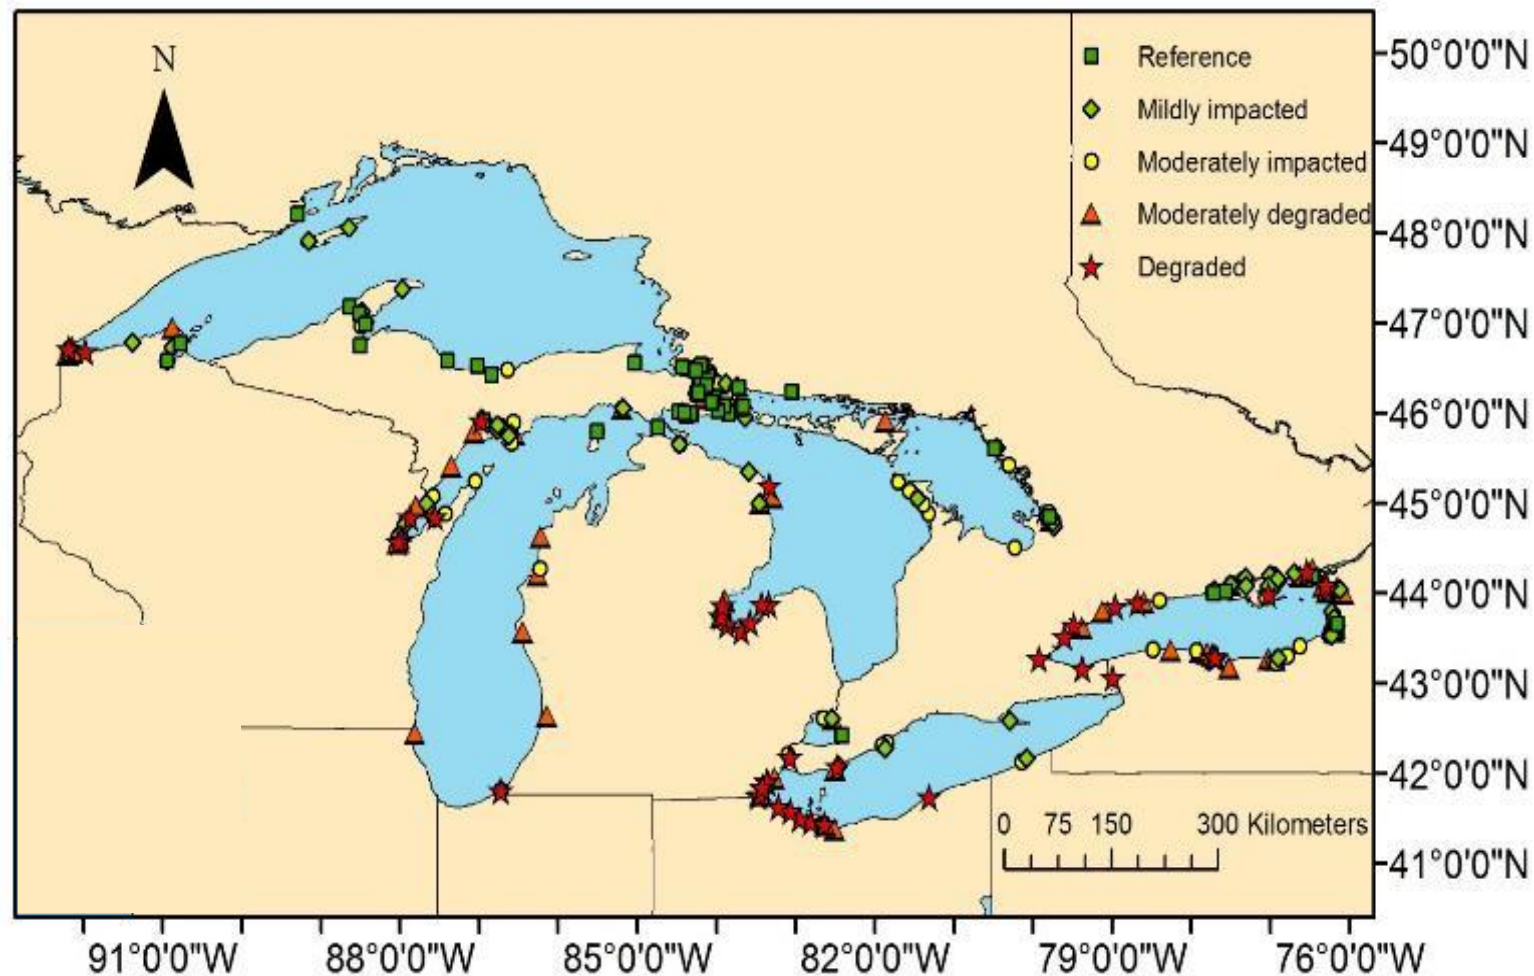 N
Reference
Mildly impacted
Moderately impacted
Moderately degraded
Degraded
50°0'0"N
49°0'0"N
48°0'0"N
47°0'0"N
46°0'0"N
45°0'0"N
44°0'0"N
43°0'0"N
42°0'0"N
41°0'0"N
0 75 150 300 Kilometers
91°0'0"W 88°0'0"W 85°0'0"W 82°0'0"W 79°0'0"W 76°0'0"W